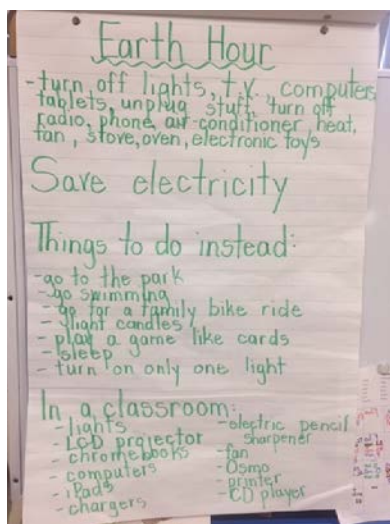 Earth Hour
- turn off lights, t.v., computers
tablets, unplug stuff, turn off
radio, phone, air conditioner, heat,
fan, stove, oven, electronic toys
Save electricity
Things to do instead:
- go to the park
- go swimming
- go for a family bike ride
- light candles
- play a game like cards
- sleep
- turn on only one light
In a classroom:
- lights
- LCD projector
- chromebooks
- computers
- iPads
- chargers
- electric pencil
sharpener
- fan
- Osmo
- printer
- CD player